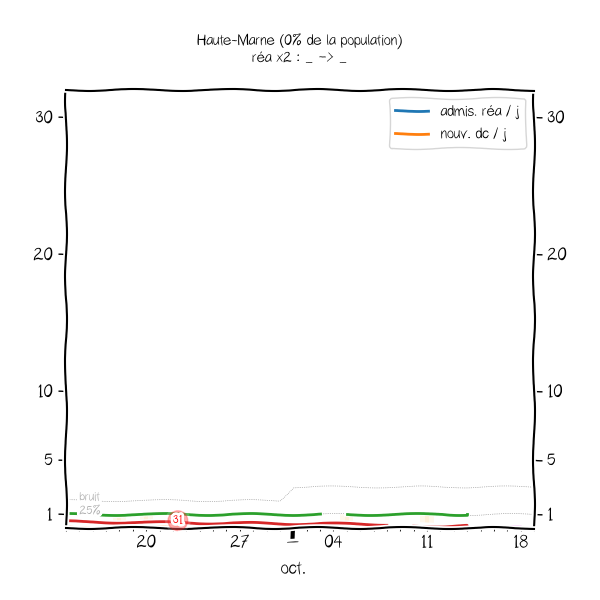 Haute-Marne (0% de la population)
réa x2 : _ -> _
admis. réa / j
nouv. dc / j
30
30
20
20
10
10
5
5
bruit
25%
1
31
1
20
27
04
11
18
oct.